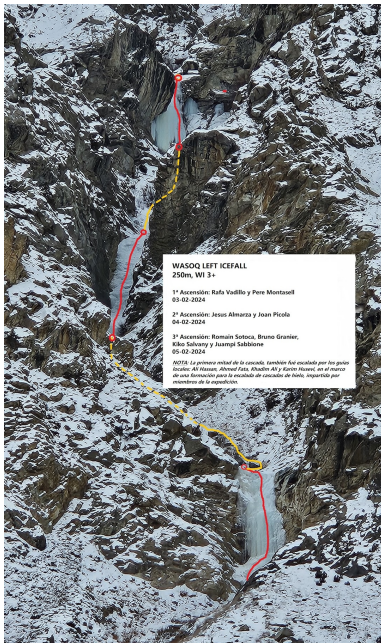 WASOQ LEFT ICEFALL
250m, WI 3+
1ª Ascensión: Rafa Vadillo y Pere Montasell
03-02-2024
2ª Ascensión: Jesus Almarza y Joan Picola
04-02-2024
3ª Ascensión: Romain Sotoca, Bruno Granier,
Kiko Salvany y Juampi Sabbione
05-02-2024
NOTA: La primera mitad de la cascada, también fué escalada por los guias
locales: Ali Hassan, Ahmed Fata, Khadim Ali y Karim Huseví, en el marco
de una formación para la escalada de cascadas de hielo, impartida por
miembros de la expedición.